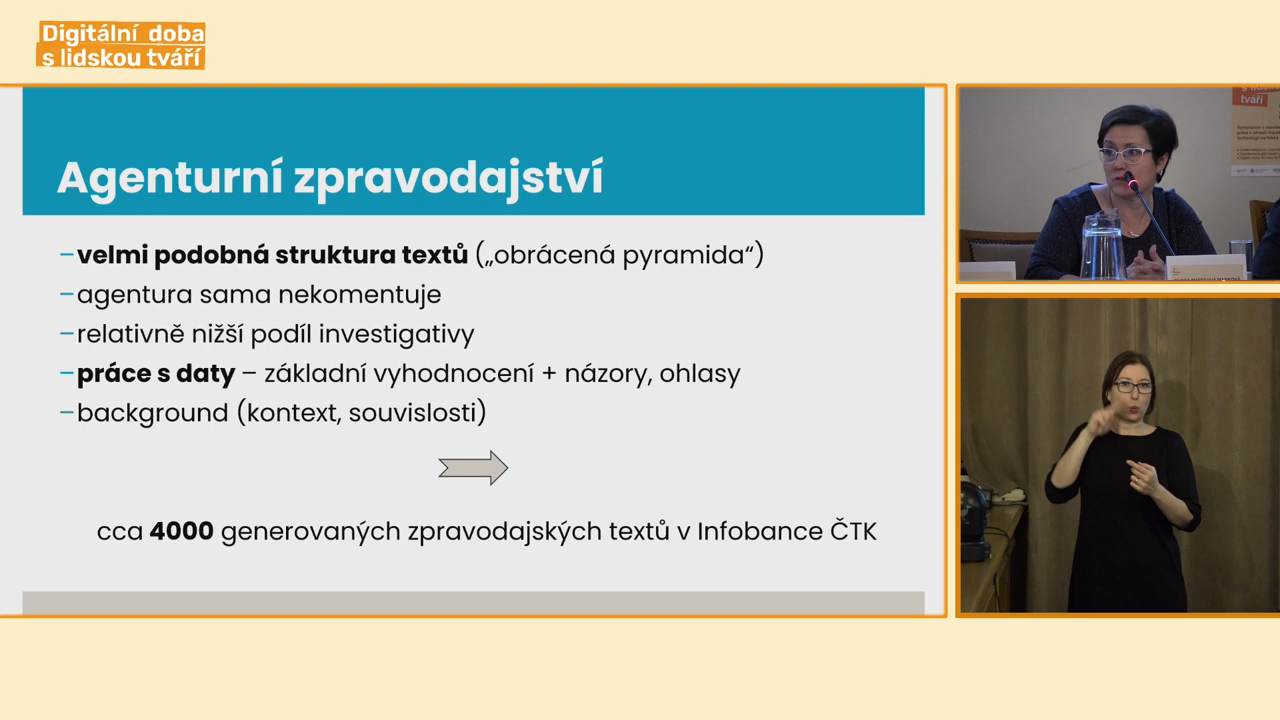 Digitální doba
s lidskou tváří
Agenturní zpravodajství
–velmi podobná struktura textů („obrácená pyramida“)
–agentura sama nekomentuje
–relativně nižší podíl investigativy
–práce s daty – základní vyhodnocení + názory, ohlasy
–background (kontext, souvislosti)
cca 4000 generovaných zpravodajských textů v Infobance ČTK
tváří